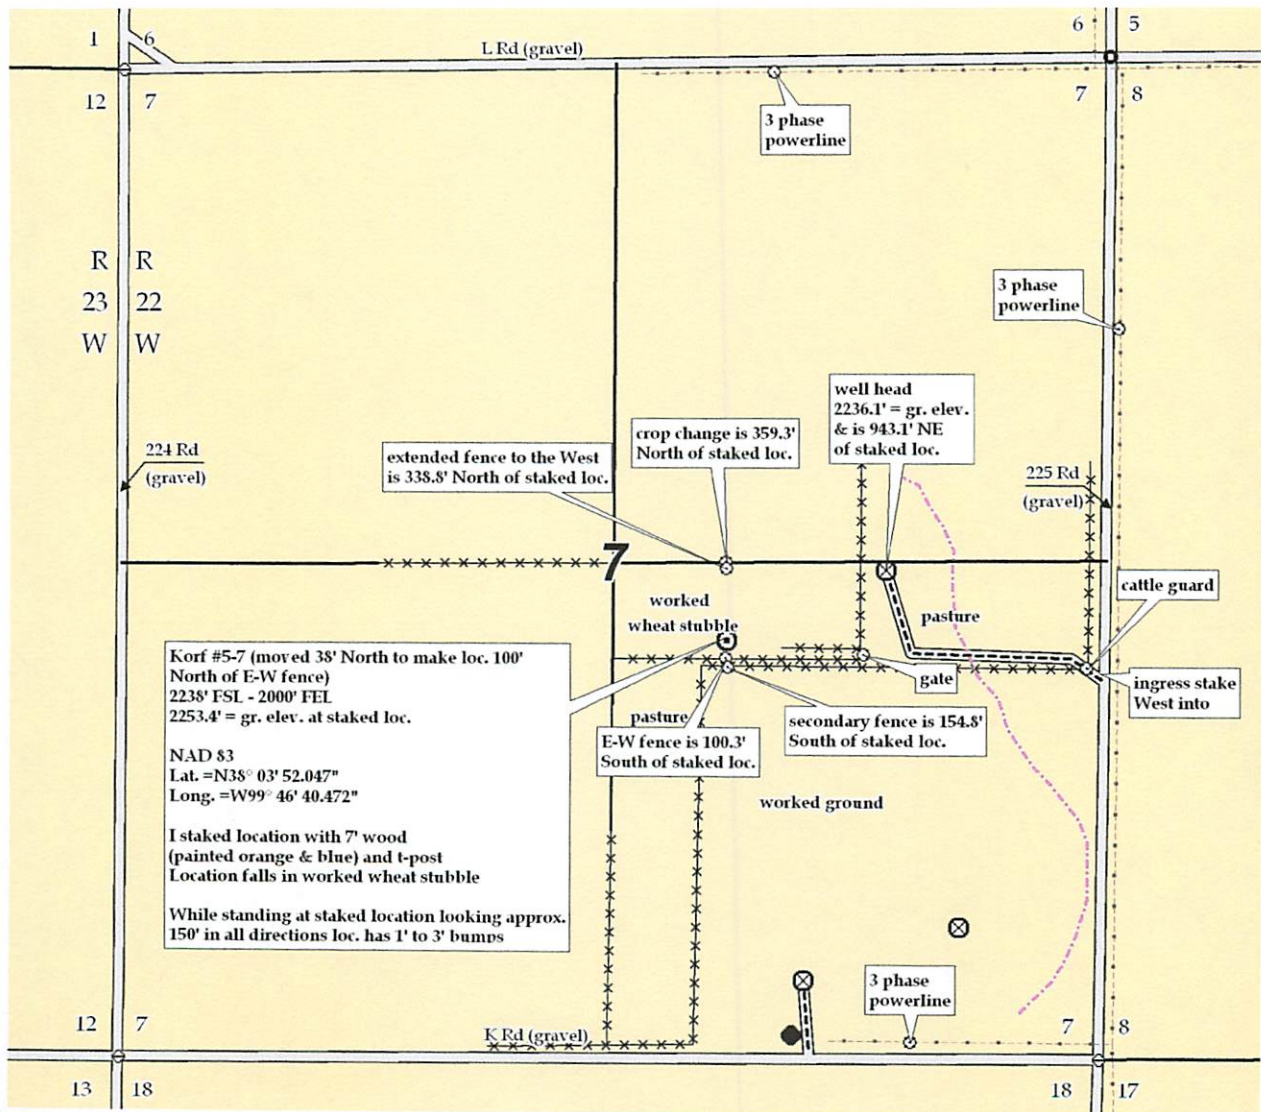 1 6
L Rd (gravel)
6 5
12 7
7 8
3 phase
powerline
R R
23 22
W W
3 phase
powerline
well head
2236.1' = gr. elev.
& is 943.1' NE
of staked loc.
crop change is 359.3'
North of staked loc.
extended fence to the West
is 338.8' North of staked loc.
224 Rd
(gravel)
225 Rd
(gravel)
7
cattle guard
worked
wheat stubble
pasture
Korf #5-7 (moved 38' North to make loc. 100'
North of E-W fence)
2238' FSL - 2000' FEL
2253.4' = gr. elev. at staked loc.
NAD 83
Lat. =N38° 03' 52.047"
Long. =W99° 46' 40.472"
I staked location with 7' wood
(painted orange & blue) and t-post
Location falls in worked wheat stubble
While standing at staked location looking approx.
150' in all directions loc. has 1' to 3' bumps
gate
ingress stake
West into
pasture
E-W fence is 100.3'
South of staked loc.
secondary fence is 154.8'
South of staked loc.
worked ground
3 phase
powerline
12 7
K Rd (gravel)
7 8
13 18
18 17